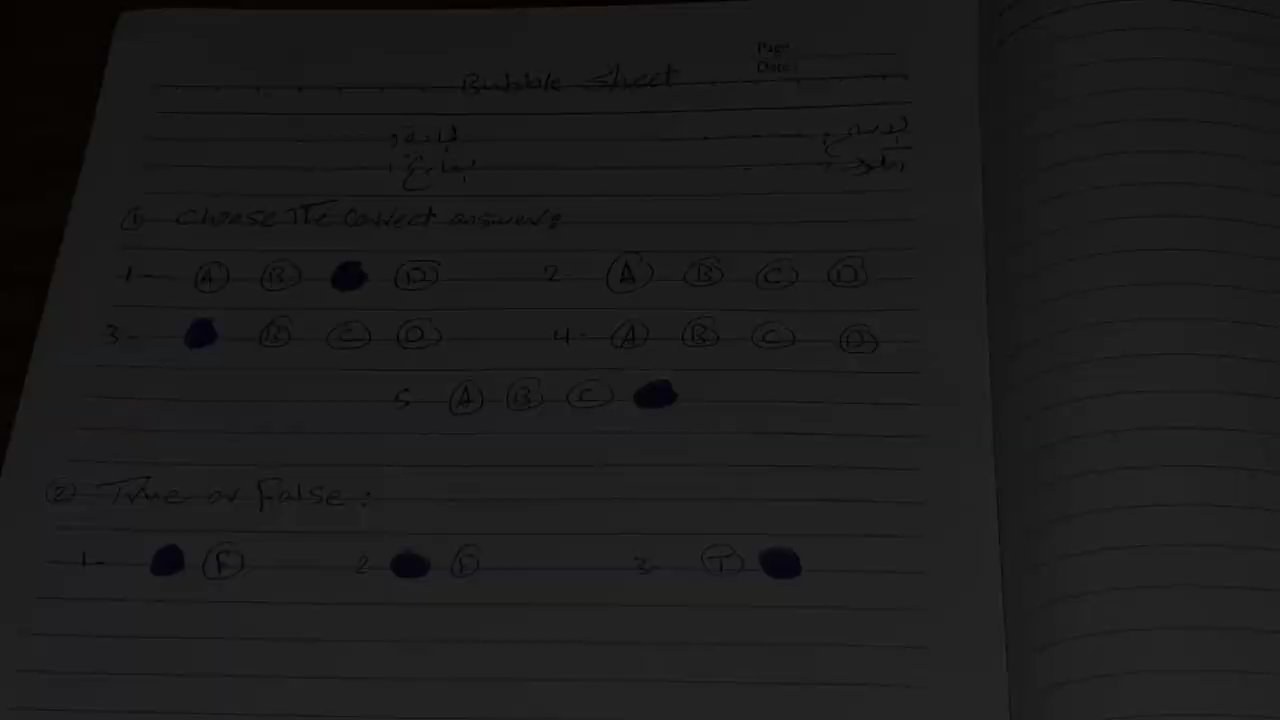 Page
Date:
Bubble Sheet
① Choose The correct answer:
1- Ⓐ Ⓑ Ⓓ 2- Ⓐ Ⓑ Ⓒ Ⓓ
3- Ⓑ Ⓒ Ⓓ 4- Ⓐ Ⓑ Ⓒ Ⓓ
5 Ⓐ Ⓑ Ⓒ
② True or False:
1- Ⓕ 2 Ⓕ 3- Ⓣ